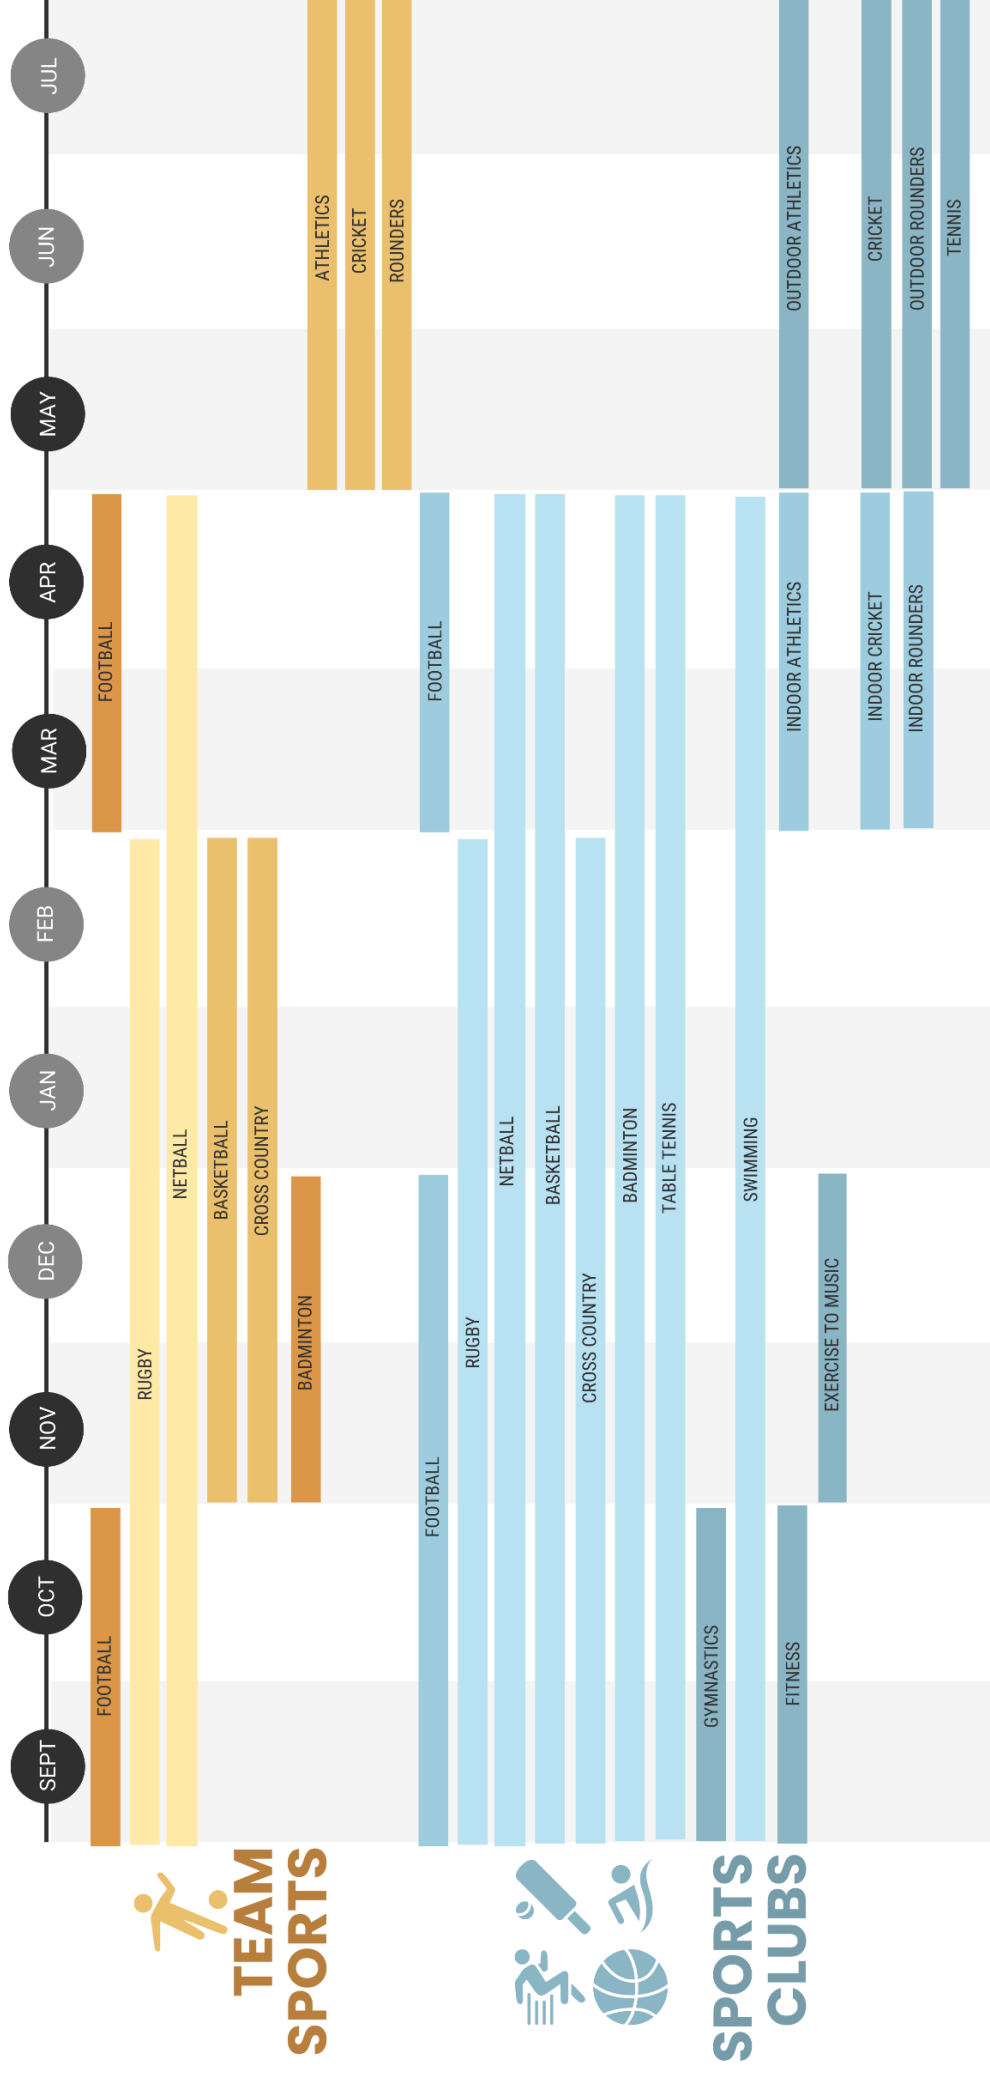 SEPT
OCT
NOV
DEC
JAN
FEB
MAR
APR
MAY
JUN
JUL
TEAM
SPORTS
FOOTBALL
FOOTBALL
RUGBY
NETBALL
BASKETBALL
CROSS COUNTRY
BADMINTON
ATHLETICS
CRICKET
ROUNDERS
SPORTS
CLUBS
FOOTBALL
FOOTBALL
RUGBY
NETBALL
BASKETBALL
CROSS COUNTRY
BADMINTON
TABLE TENNIS
GYMNASTICS
SWIMMING
FITNESS
INDOOR ATHLETICS
OUTDOOR ATHLETICS
EXERCISE TO MUSIC
INDOOR CRICKET
CRICKET
INDOOR ROUNDERS
OUTDOOR ROUNDERS
TENNIS